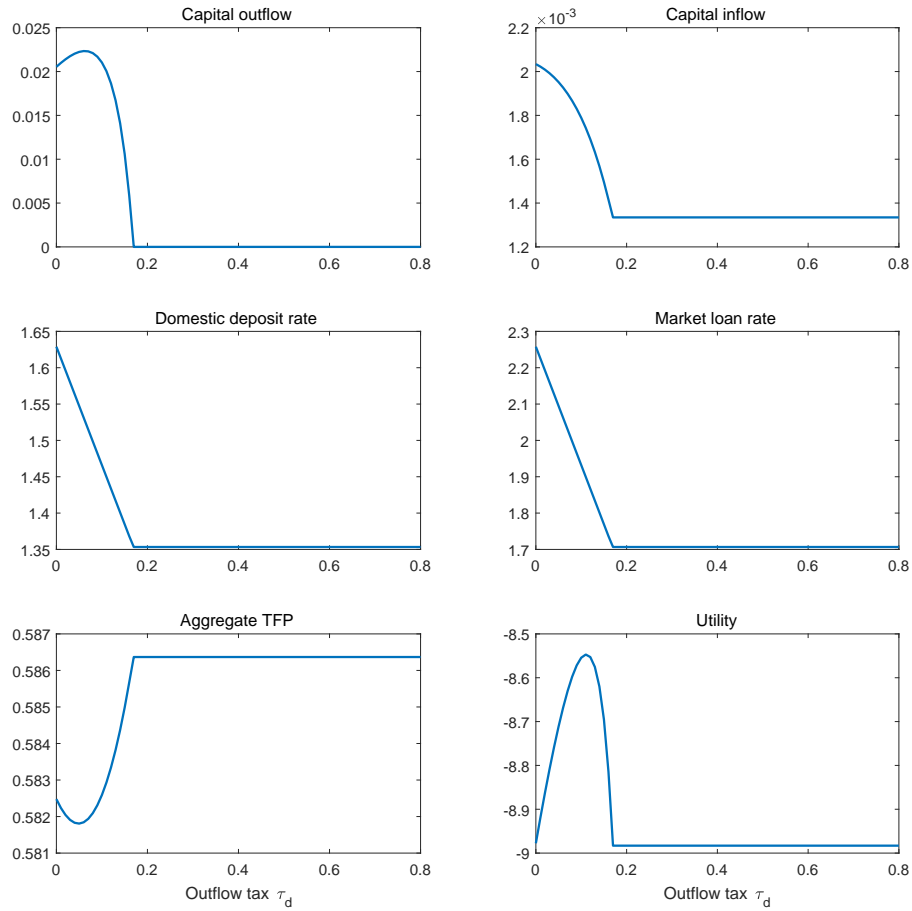 Capital outflow
0.025
0.02
0.015
0.01
0.005
0
0 0.2 0.4 0.6 0.8
Capital inflow
×10⁻³
2.2
2
1.8
1.6
1.4
1.2
0 0.2 0.4 0.6 0.8
Domestic deposit rate
1.65
1.6
1.55
1.5
1.45
1.4
1.35
0 0.2 0.4 0.6 0.8
Market loan rate
2.3
2.2
2.1
2
1.9
1.8
1.7
0 0.2 0.4 0.6 0.8
Aggregate TFP
0.587
0.586
0.585
0.584
0.583
0.582
0.581
0 0.2 0.4 0.6 0.8
Outflow tax τ_d
Utility
-8.5
-8.6
-8.7
-8.8
-8.9
-9
0 0.2 0.4 0.6 0.8
Outflow tax τ_d